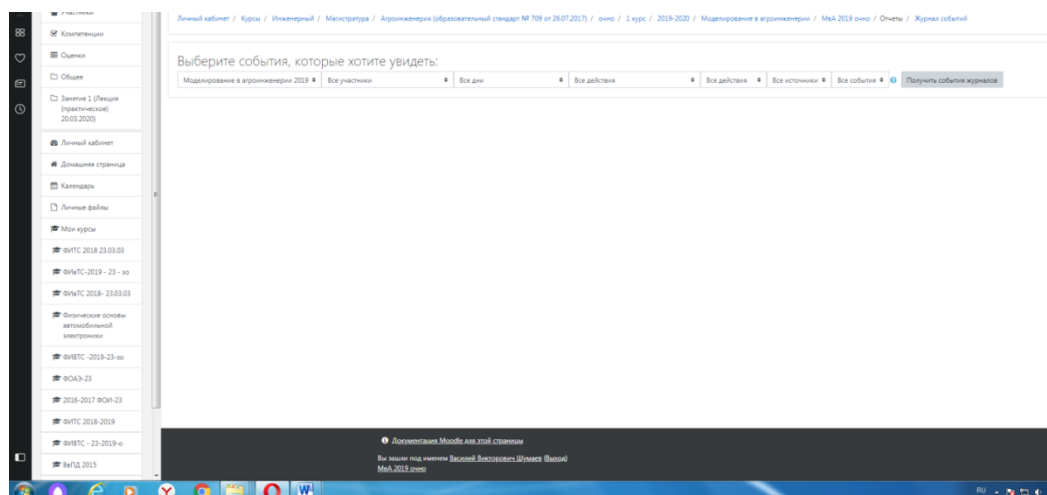 Участники
Личный кабинет / Курсы / Инженерный / Магистратура / Агроинженерия (образовательный стандарт № 709 от 26.07.2017) / очно / 1 курс / 2019-2020 / Моделирование в агроинженерии / МвА 2019 очно / Отчеты / Журнал событий
Компетенции
Оценки
Общее
Занятие 1 (Лекция
(практическое)
20.03.2020)
Личный кабинет
Домашняя страница
Календарь
Личные файлы
Мои курсы
ФИТС 2018 23.03.03
ФИвТС-2019 - 23 - зо
ФИвТС 2018- 23.03.03
Физические основы
автомобильной
электроники
ФИВТС -2019-23-зо
ФОАЭ-23
2016-2017 ФОИ-23
ФИТС 2018-2019
ФИВТС - 23-2019-о
ВвПД 2015
Выберите события, которые хотите увидеть:
Моделирование в агроинженерии 2019 Все участники Все дни Все действия Все действия Все источники Все события Получить события журналов
Документация Moodle для этой страницы
Вы зашли под именем Василий Викторович Шумаев (Выход)
МвА 2019 очно
RU